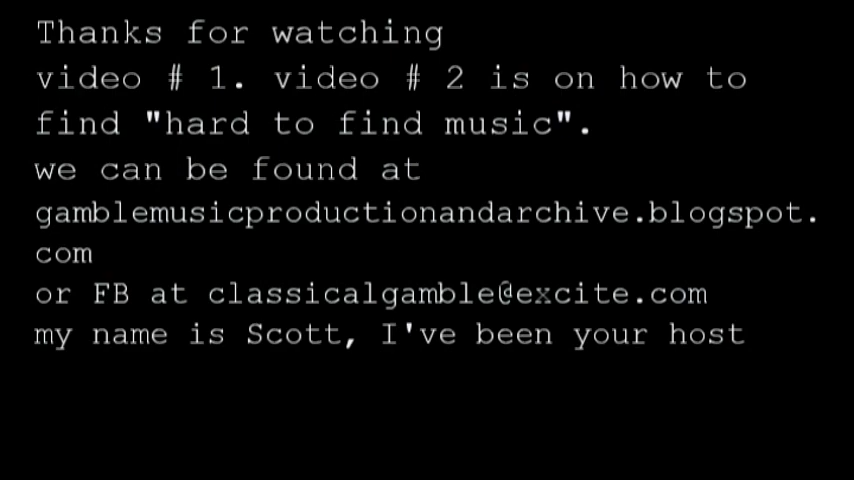 Thanks for watching
video # 1. video # 2 is on how to
find "hard to find music".
we can be found at
gamblemusicproductionandarchive.blogspot.
com
or FB at classicalgamble@excite.com
my name is Scott, I've been your host